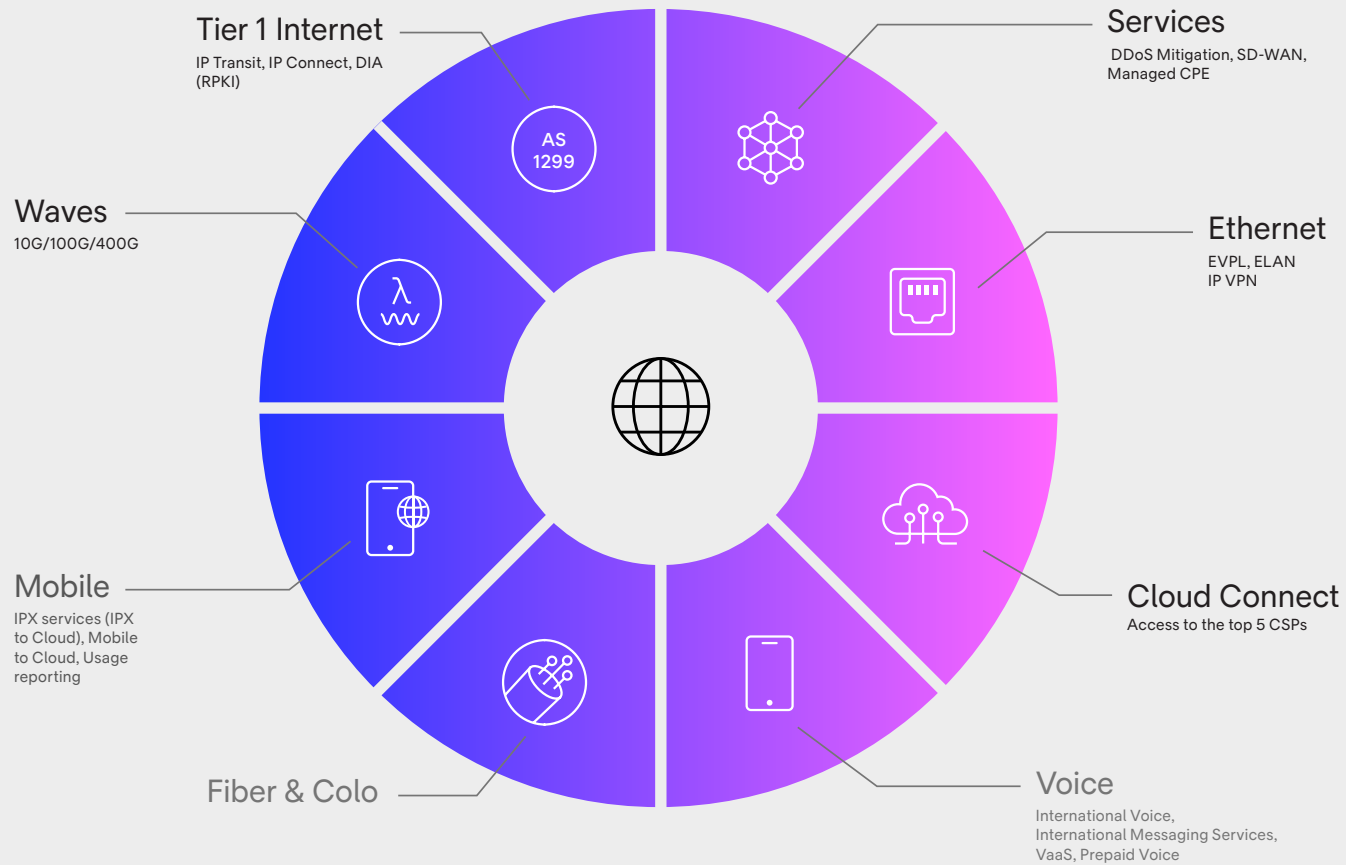 Tier 1 Internet
IP Transit, IP Connect, DIA
(RPKI)
Services
DDoS Mitigation, SD-WAN,
Managed CPE
AS
1299
Waves
10G/100G/400G
λ
Ethernet
EVPL, ELAN
IP VPN
Mobile
IPX services (IPX
to Cloud), Mobile
to Cloud, Usage
reporting
Cloud Connect
Access to the top 5 CSPs
Fiber & Colo
Voice
International Voice,
International Messaging Services,
VaaS, Prepaid Voice